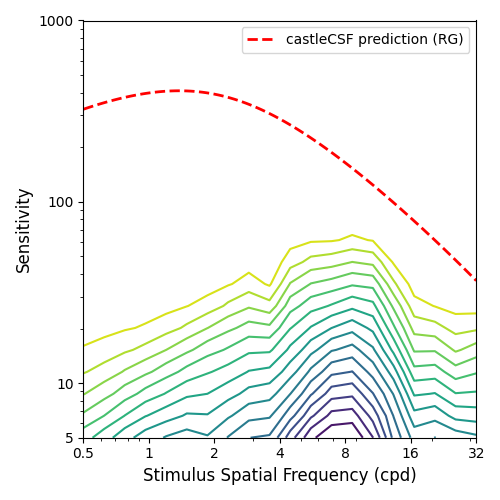 castleCSF prediction (RG)
1000
100
10
5
Sensitivity
0.5 1 2 4 8 16 32
Stimulus Spatial Frequency (cpd)